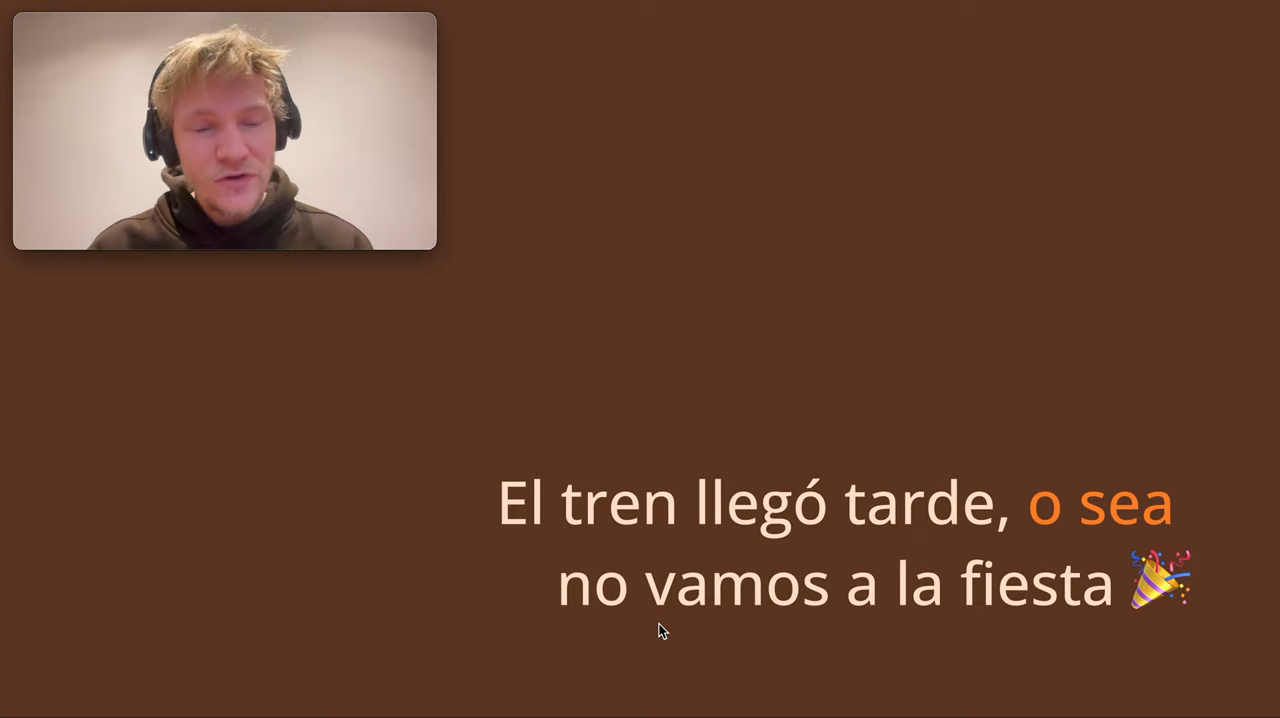 El tren llegó tarde, o sea
no vamos a la fiesta 🎉